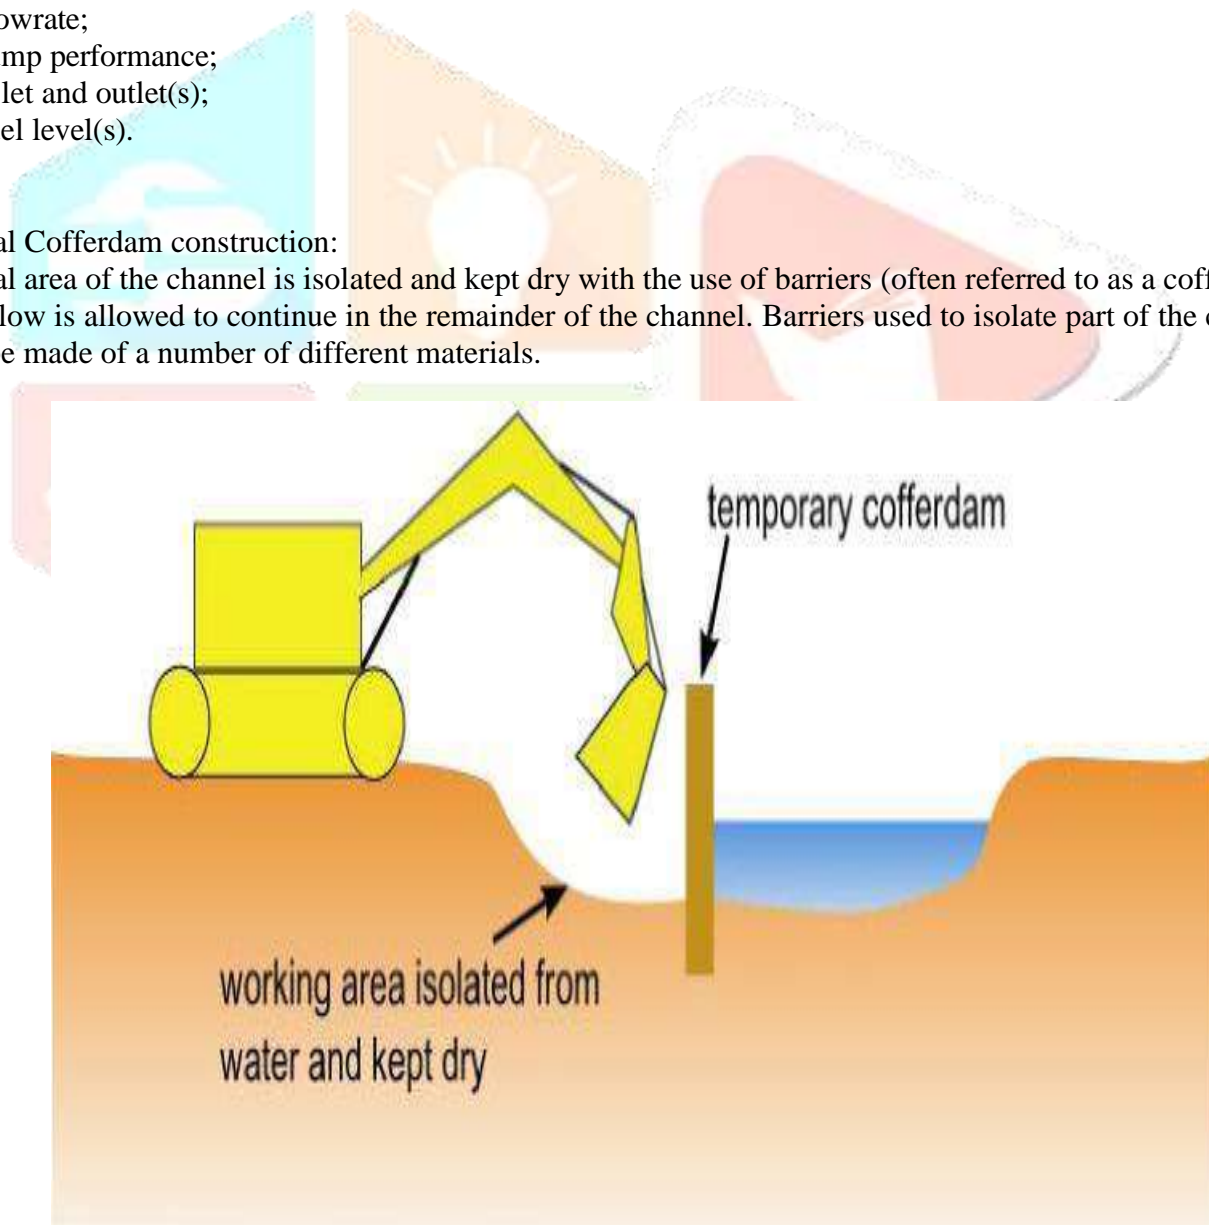 owrate;
mp performance;
let and outlet(s);
el level(s).
al Cofferdam construction:
al area of the channel is isolated and kept dry with the use of barriers (often referred to as a coff
low is allowed to continue in the remainder of the channel. Barriers used to isolate part of the c
e made of a number of different materials.
temporary cofferdam
working area isolated from
water and kept dry